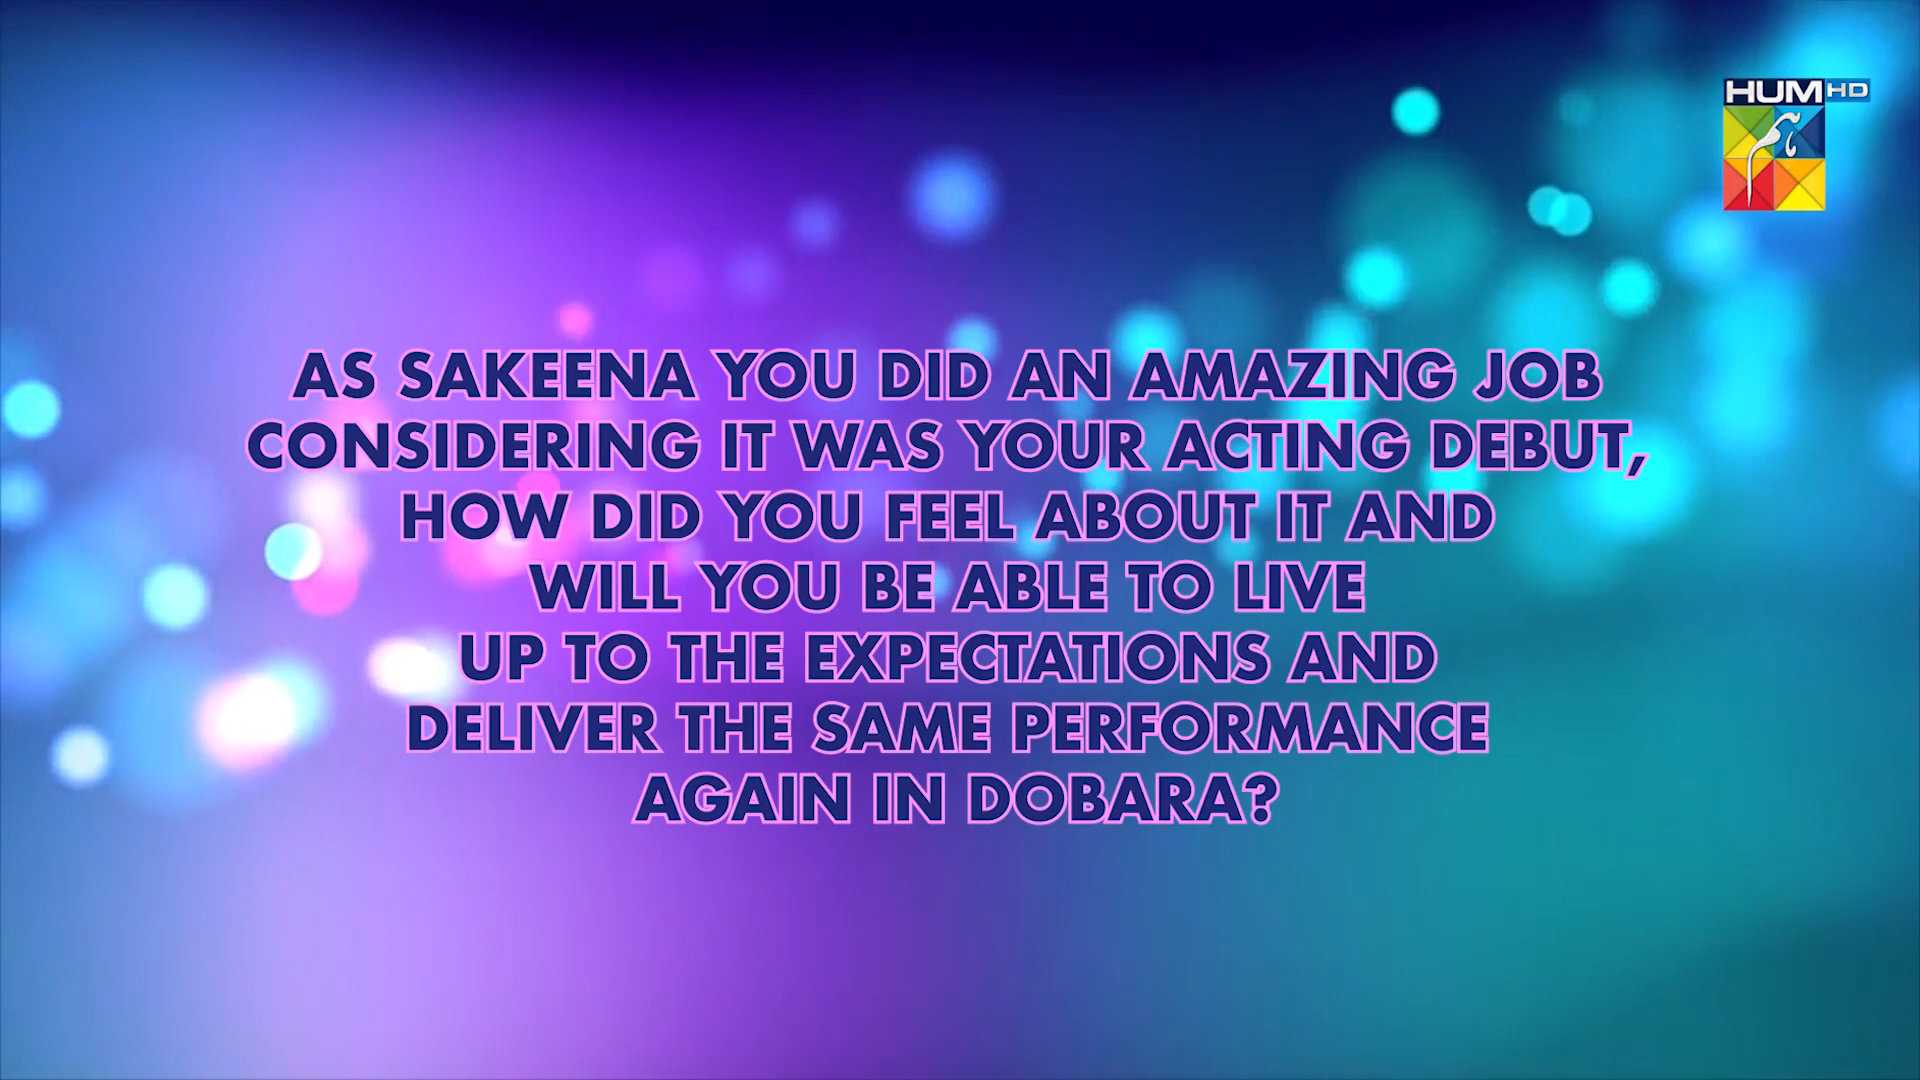 HUM HD
ہم
AS SAKEENA YOU DID AN AMAZING JOB
CONSIDERING IT WAS YOUR ACTING DEBUT,
HOW DID YOU FEEL ABOUT IT AND
WILL YOU BE ABLE TO LIVE
UP TO THE EXPECTATIONS AND
DELIVER THE SAME PERFORMANCE
AGAIN IN DOBARA?